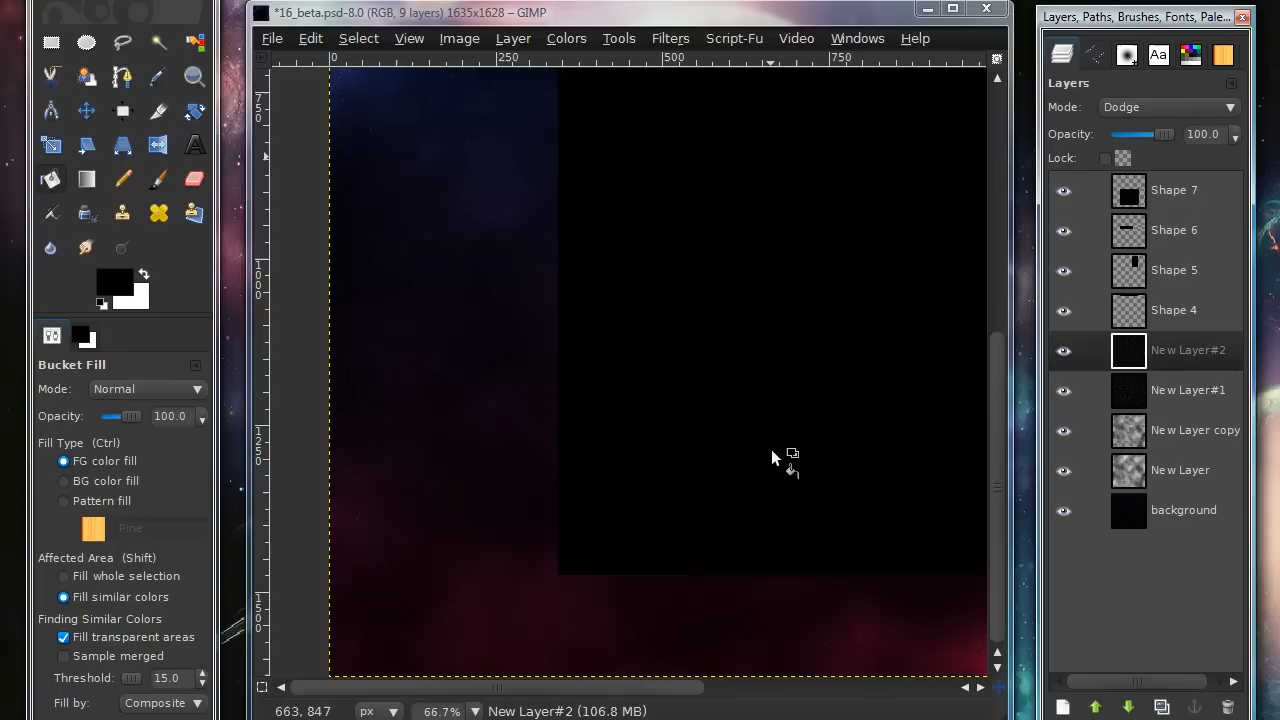 *16_beta.psd-8.0 (RGB, 9 layers) 1635x1628 – GIMP
File Edit Select View Image Layer Colors Tools Filters Script-Fu Video Windows Help
0 250 500 750
750
1000
1250
1500
Bucket Fill
Mode: Normal
Opacity: 100.0
Fill Type (Ctrl)
FG color fill
BG color fill
Pattern fill
Pine
Affected Area (Shift)
Fill whole selection
Fill similar colors
Finding Similar Colors
Fill transparent areas
Sample merged
Threshold: 15.0
Fill by: Composite
663, 847 px 66.7% New Layer#2 (106.8 MB)
Layers, Paths, Brushes, Fonts, Pale...
Aa
Layers
Mode: Dodge
Opacity: 100.0
Lock:
Shape 7
Shape 6
Shape 5
Shape 4
New Layer#2
New Layer#1
New Layer copy
New Layer
background